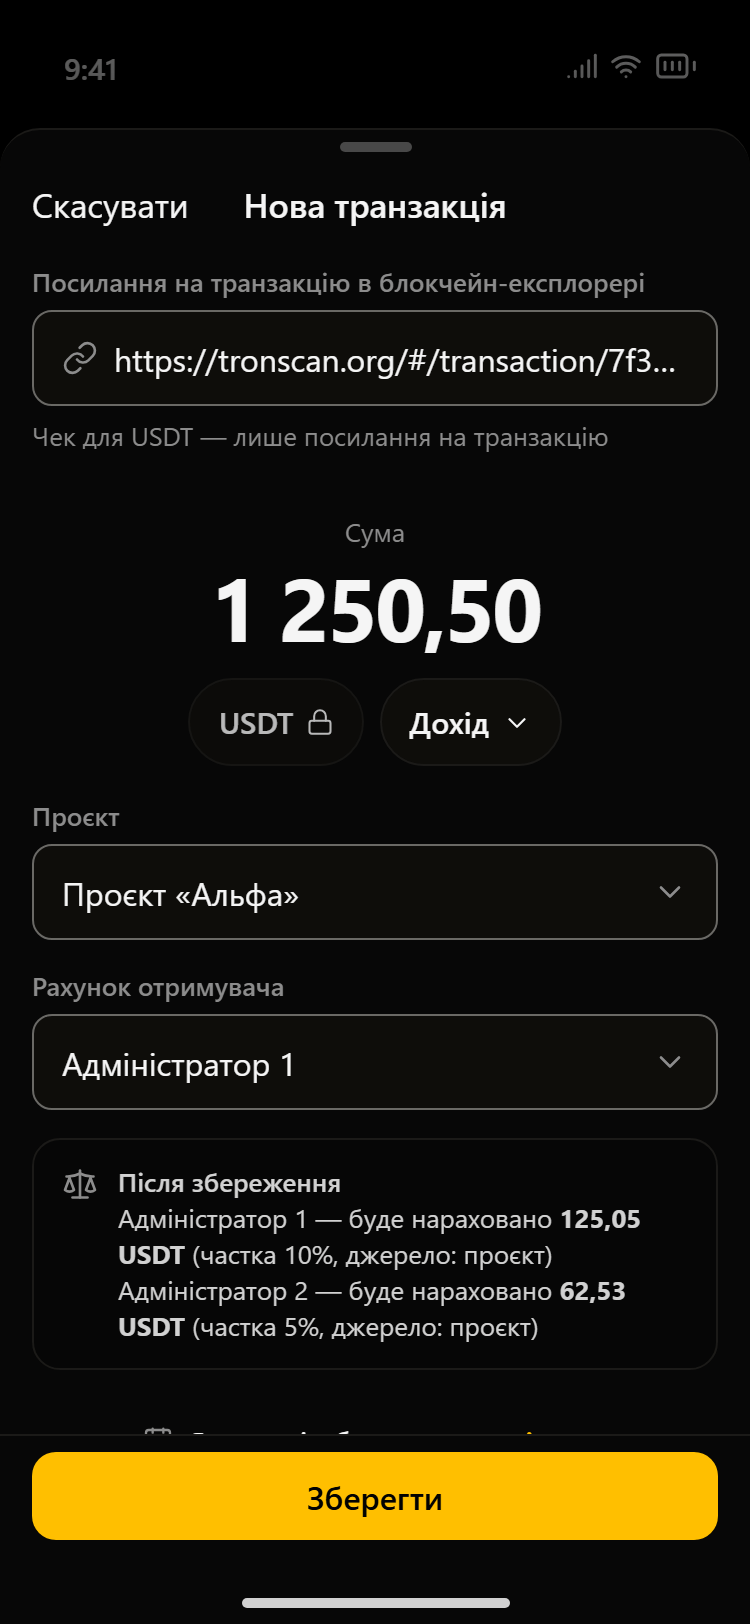 9:41
Скасувати
Нова транзакція
Посилання на транзакцію в блокчейн-експлорері
https://tronscan.org/#/transaction/7f3...
Чек для USDT — лише посилання на транзакцію
Сума
1 250,50
USDT
Дохід
Проєкт
Проєкт «Альфа»
Рахунок отримувача
Адміністратор 1
Після збереження
Адміністратор 1 — буде нараховано 125,05
USDT (частка 10%, джерело: проєкт)
Адміністратор 2 — буде нараховано 62,53
USDT (частка 5%, джерело: проєкт)
Зберегти